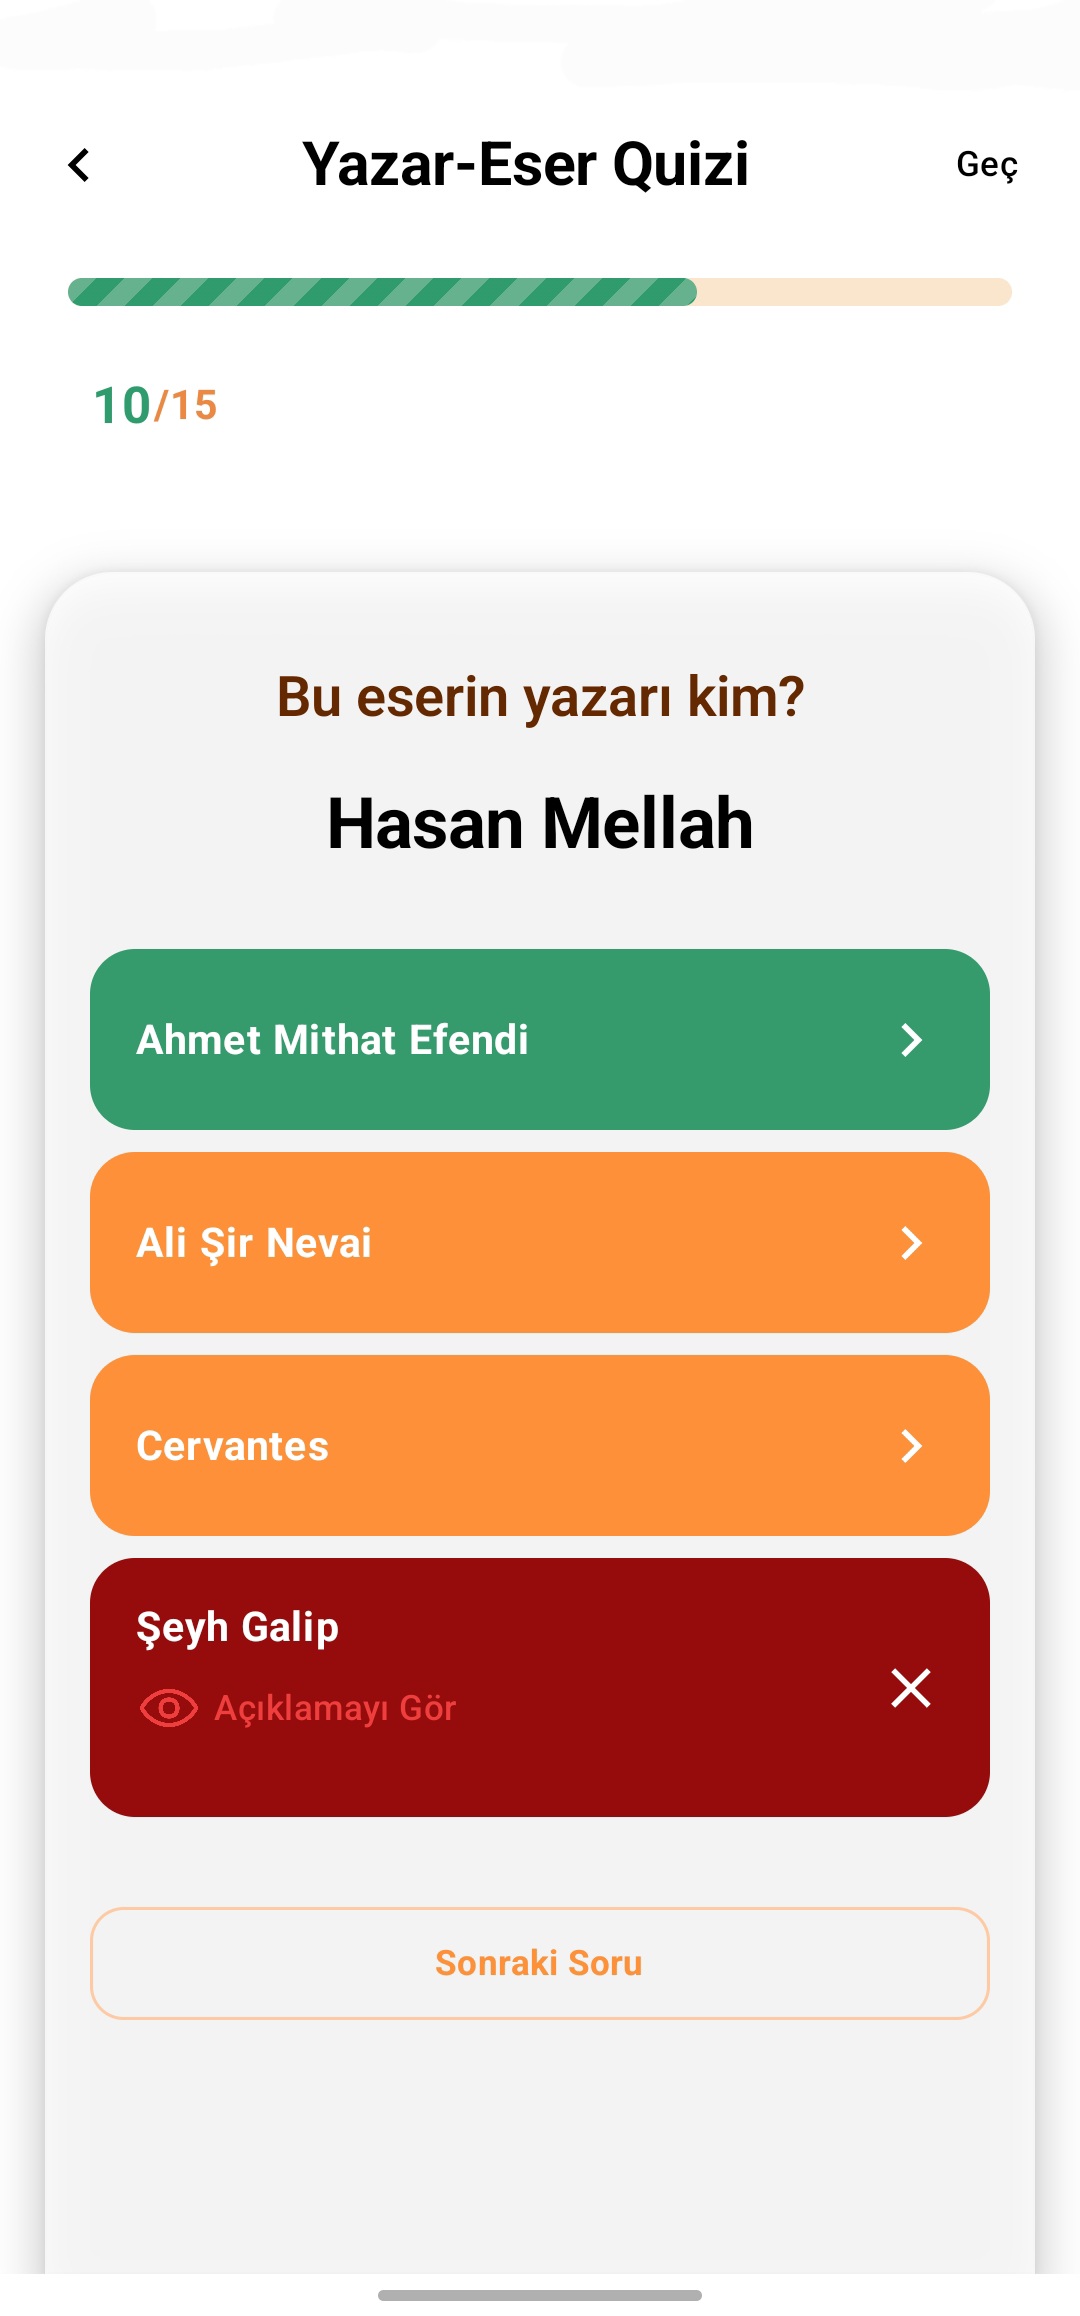 Yazar-Eser Quizi
Geç
10/15
Bu eserin yazarı kim?
Hasan Mellah
Ahmet Mithat Efendi
Ali Şir Nevai
Cervantes
Şeyh Galip
Açıklamayı Gör
Sonraki Soru